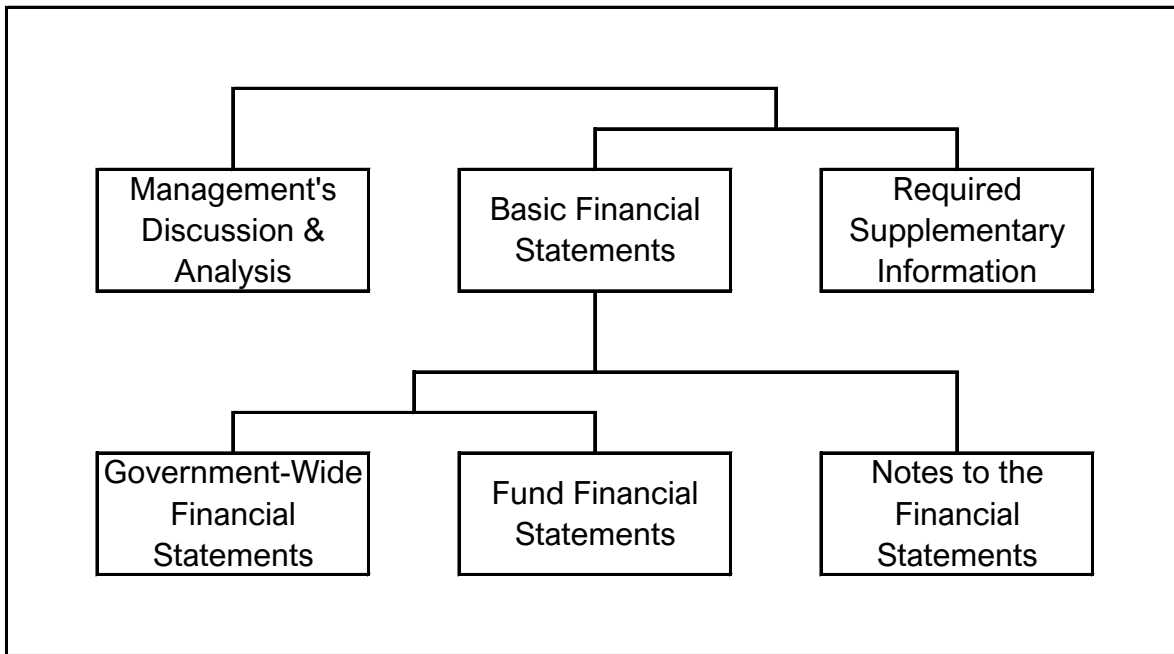 Management's
Discussion &
Analysis
Basic Financial
Statements
Required
Supplementary
Information
Government-Wide
Financial
Statements
Fund Financial
Statements
Notes to the
Financial
Statements